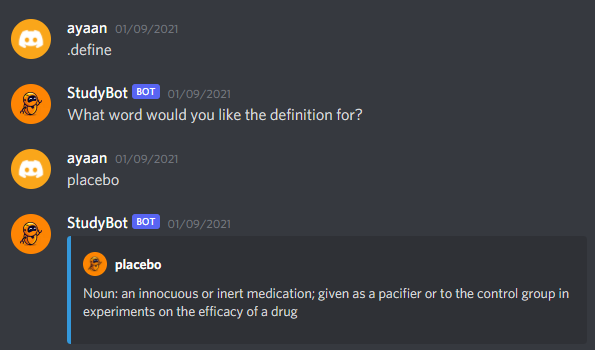 ayaan 01/09/2021
.define
StudyBot BOT 01/09/2021
What word would you like the definition for?
ayaan 01/09/2021
placebo
StudyBot BOT 01/09/2021
placebo
Noun: an innocuous or inert medication; given as a pacifier or to the control group in
experiments on the efficacy of a drug